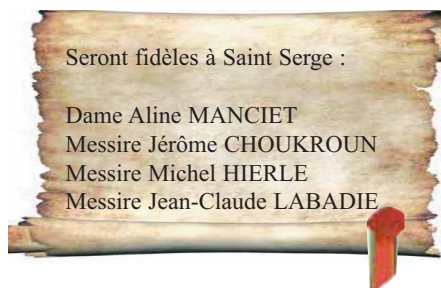 Seront fidèles à Saint Serge :
Dame Aline MANCIET
Messire Jérôme CHOUKROUN
Messire Michel HIERLE
Messire Jean-Claude LABADIE